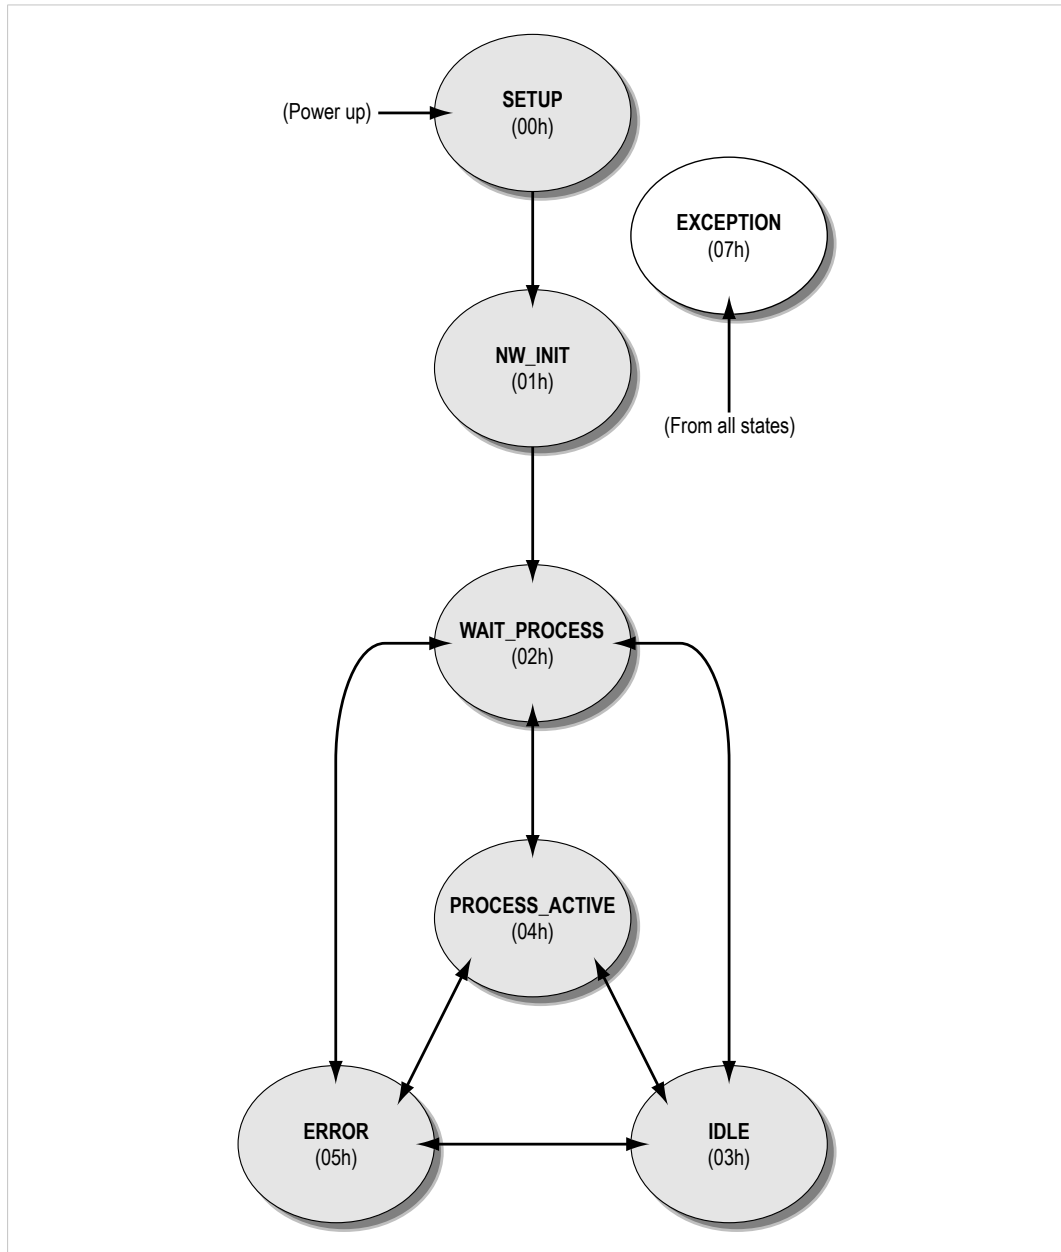 SETUP
(00h)
(Power up)
EXCEPTION
(07h)
NW_INIT
(01h)
(From all states)
WAIT_PROCESS
(02h)
PROCESS_ACTIVE
(04h)
ERROR
(05h)
IDLE
(03h)